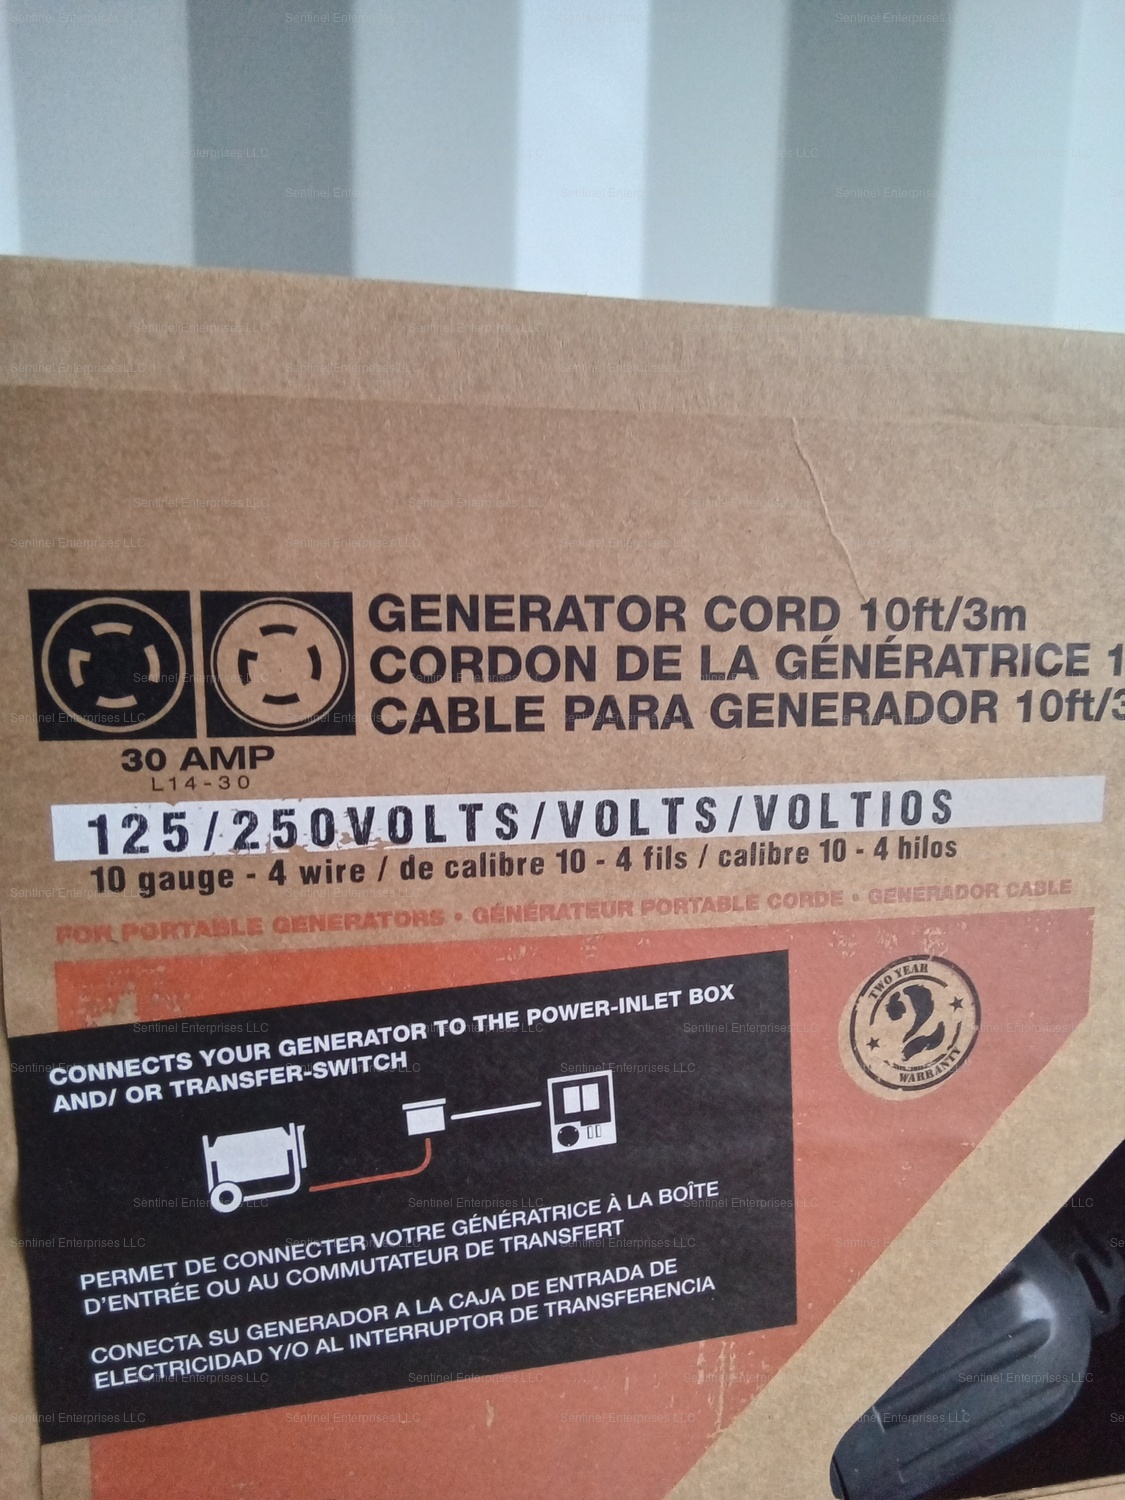 GENERATOR CORD 10ft/3m
CORDON DE LA GÉNÉRATRICE 1
CABLE PARA GENERADOR 10ft/3
30 AMP
L14-30
125/250VOLTS/VOLTS/VOLTIOS
10 gauge - 4 wire / de calibre 10 - 4 fils / calibre 10 - 4 hilos
FOR PORTABLE GENERATORS • GÉNÉRATEUR PORTABLE CORDE • GENERADOR CABLE
TWO YEAR
2
WARRANTY
CONNECTS YOUR GENERATOR TO THE POWER-INLET BOX
AND/ OR TRANSFER-SWITCH
PERMET DE CONNECTER VOTRE GÉNÉRATRICE À LA BOÎTE
D'ENTRÉE OU AU COMMUTATEUR DE TRANSFERT
CONECTA SU GENERADOR A LA CAJA DE ENTRADA DE
ELECTRICIDAD Y/O AL INTERRUPTOR DE TRANSFERENCIA
Sentinel Enterprises LLC